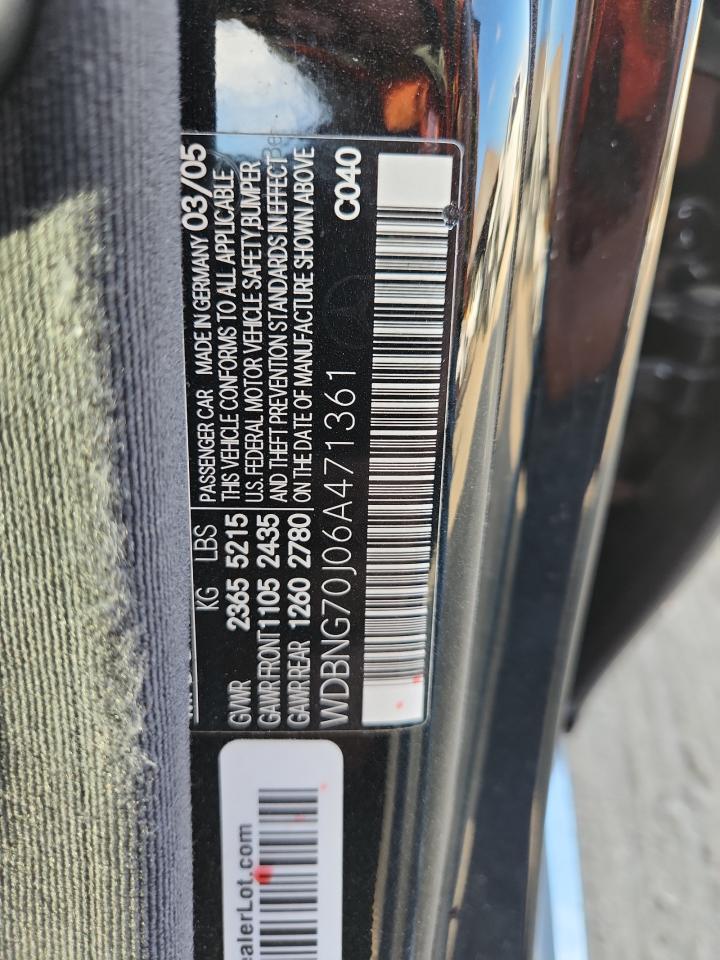 KG LBS PASSENGER CAR MADE IN GERMANY 03/05
GVWR 2365 5215 THIS VEHICLE CONFORMS TO ALL APPLICABLE
GAWR FRONT 1105 2435 U.S. FEDERAL MOTOR VEHICLE SAFETY,BUMPER
GAWR REAR 1260 2780 AND THEFT PREVENTION STANDARDS IN EFFECT
ON THE DATE OF MANUFACTURE SHOWN ABOVE
WDBNG70J06A471361 C040
ealerLot.com